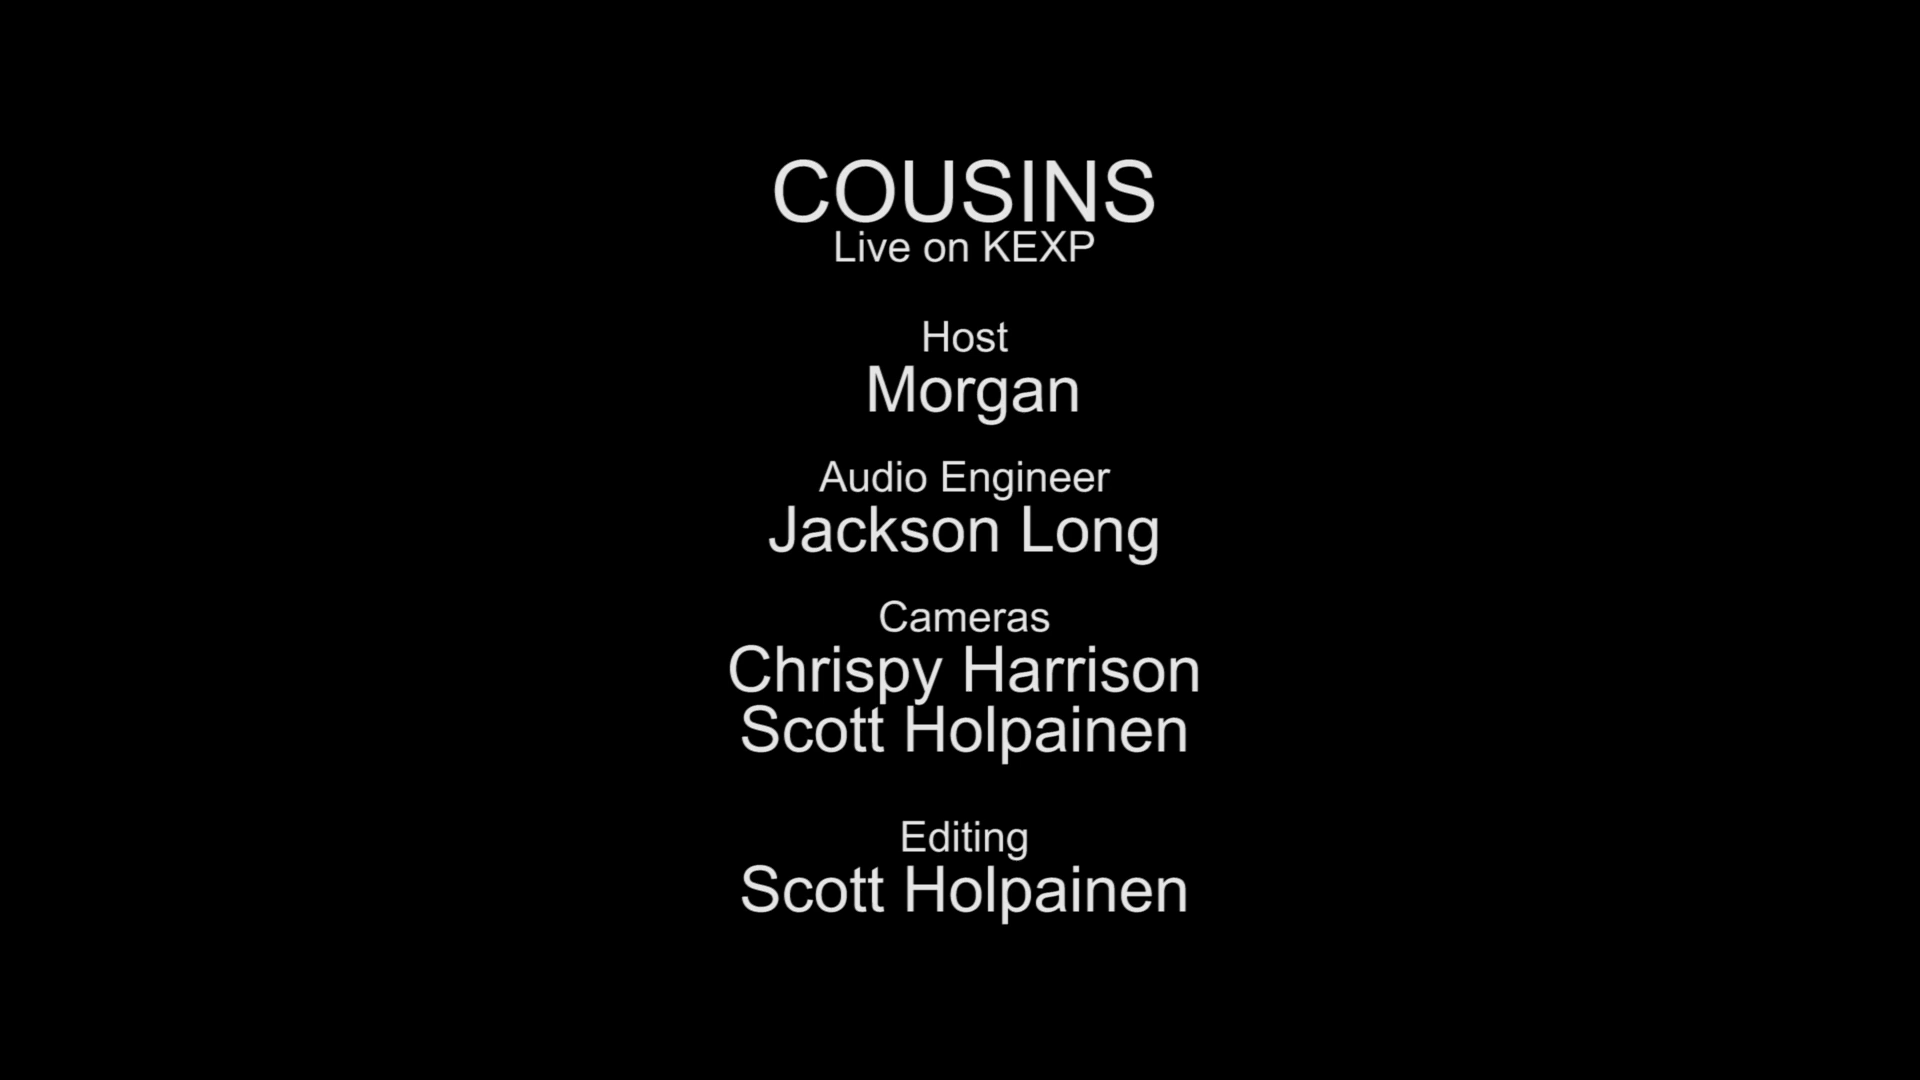 COUSINS
Live on KEXP
Host
Morgan
Audio Engineer
Jackson Long
Cameras
Chrispy Harrison
Scott Holpainen
Editing
Scott Holpainen